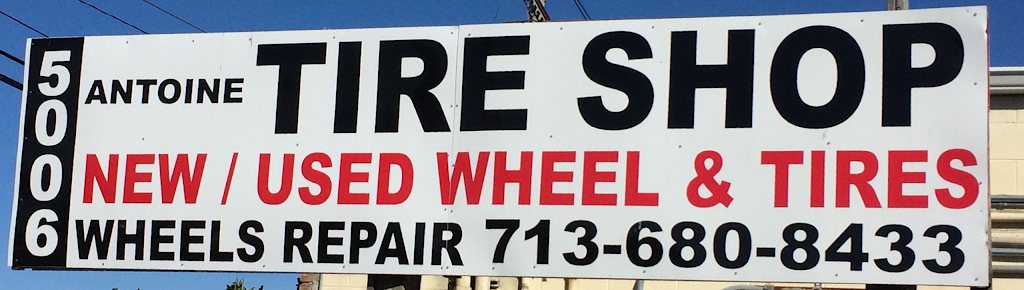 5006
ANTOINE TIRE SHOP
NEW / USED WHEEL & TIRES
WHEELS REPAIR 713-680-8433